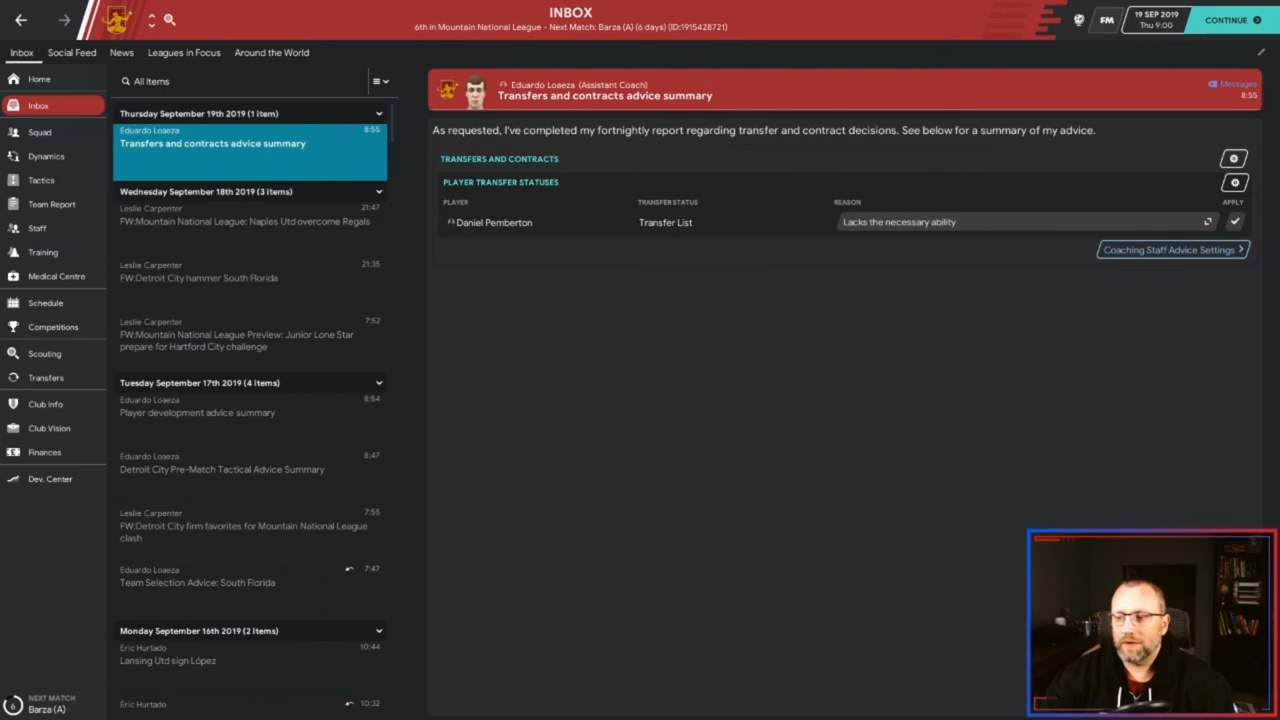 INBOX
6th in Mountain National League - Next Match: Barza (A) (6 days) (ID:1915428721)
FM
19 SEP 2019
Thu 9:00
CONTINUE
Inbox
Social Feed
News
Leagues in Focus
Around the World
Home
Inbox
Squad
Dynamics
Tactics
Team Report
Staff
Training
Medical Centre
Schedule
Competitions
Scouting
Transfers
Club Info
Club Vision
Finances
Dev. Center
NEXT MATCH
6
Barza (A)
All Items
Thursday September 19th 2019 (1 item)
Eduardo Loaeza 8:55
Transfers and contracts advice summary
Wednesday September 18th 2019 (3 items)
Leslie Carpenter 21:47
FW:Mountain National League: Naples Utd overcome Regals
Leslie Carpenter 21:35
FW:Detroit City hammer South Florida
Leslie Carpenter 7:52
FW:Mountain National League Preview: Junior Lone Star
prepare for Hartford City challenge
Tuesday September 17th 2019 (4 items)
Eduardo Loaeza 8:54
Player development advice summary
Eduardo Loaeza 8:47
Detroit City Pre-Match Tactical Advice Summary
Leslie Carpenter 7:55
FW:Detroit City firm favorites for Mountain National League
clash
Eduardo Loaeza 7:47
Team Selection Advice: South Florida
Monday September 16th 2019 (2 items)
Eric Hurtado 10:44
Lansing Utd sign López
Eric Hurtado 10:32
Eduardo Loaeza (Assistant Coach)
Transfers and contracts advice summary
Messages
8:55
As requested, I've completed my fortnightly report regarding transfer and contract decisions. See below for a summary of my advice.
TRANSFERS AND CONTRACTS
PLAYER TRANSFER STATUSES
PLAYER TRANSFER STATUS REASON APPLY
Daniel Pemberton Transfer List Lacks the necessary ability
Coaching Staff Advice Settings